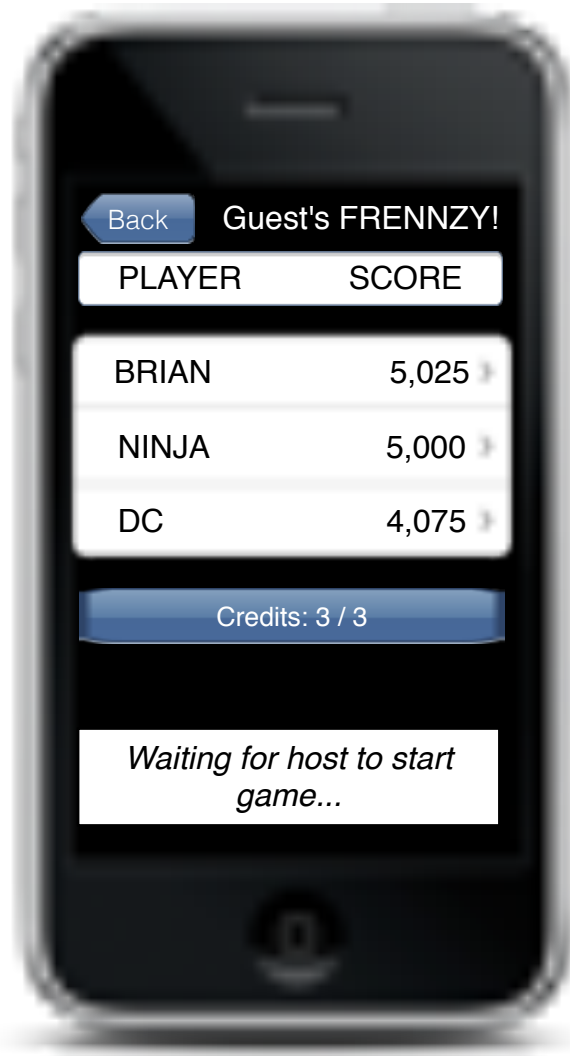 Back Guest's FRENNZY!
PLAYER SCORE
BRIAN 5,025
NINJA 5,000
DC 4,075
Credits: 3 / 3
Waiting for host to start
game...